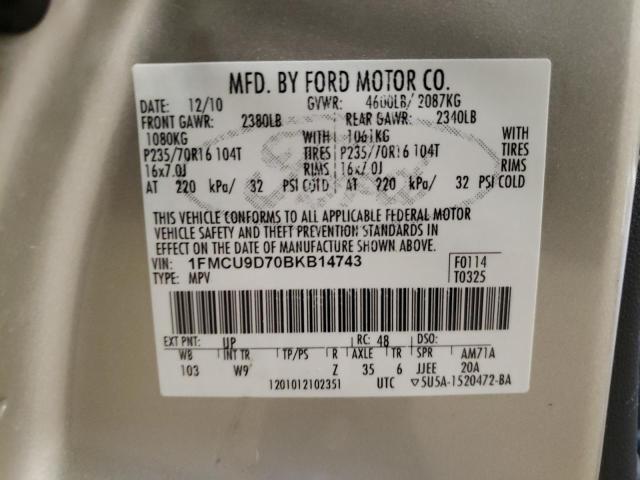 MFD. BY FORD MOTOR CO.
DATE: 12/10 GVWR: 4600LB/ 2087KG
FRONT GAWR: 2380LB REAR GAWR: 2340LB
1080KG WITH 1061KG WITH
P235/70R16 104T TIRES P235/70R16 104T TIRES
16x7.0J RIMS 16x7.0J RIMS
AT 220 kPa/ 32 PSI COLD AT 220 kPa/ 32 PSI COLD
THIS VEHICLE CONFORMS TO ALL APPLICABLE FEDERAL MOTOR
VEHICLE SAFETY AND THEFT PREVENTION STANDARDS IN
EFFECT ON THE DATE OF MANUFACTURE SHOWN ABOVE.
VIN: 1FMCU9D70BKB14743 F0114
TYPE: MPV T0325
EXT PNT: UP RC: 48 DSO:
WB INT TR TP/PS R AXLE TR SPR AM71A
103 W9 Z 35 6 JJEE 20A
1201012102351 UTC ▽5U5A-1520472-BA